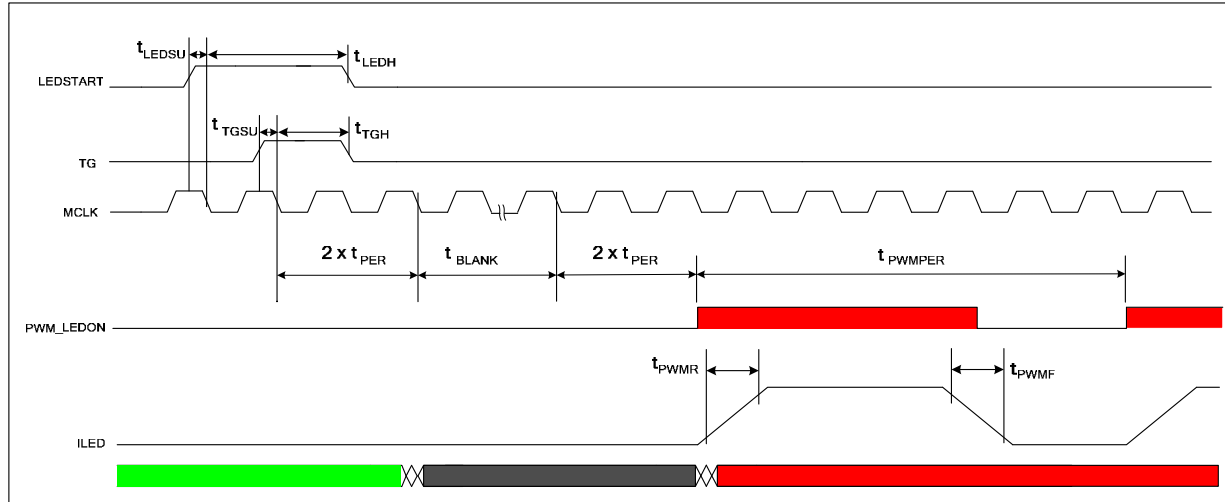 tLEDSU
tLEDH
LEDSTART
tTGSU
tTGH
TG
MCLK
2 x tPER
tBLANK
2 x tPER
tPWMPER
PWM_LEDON
tPWMR
tPWMF
ILED